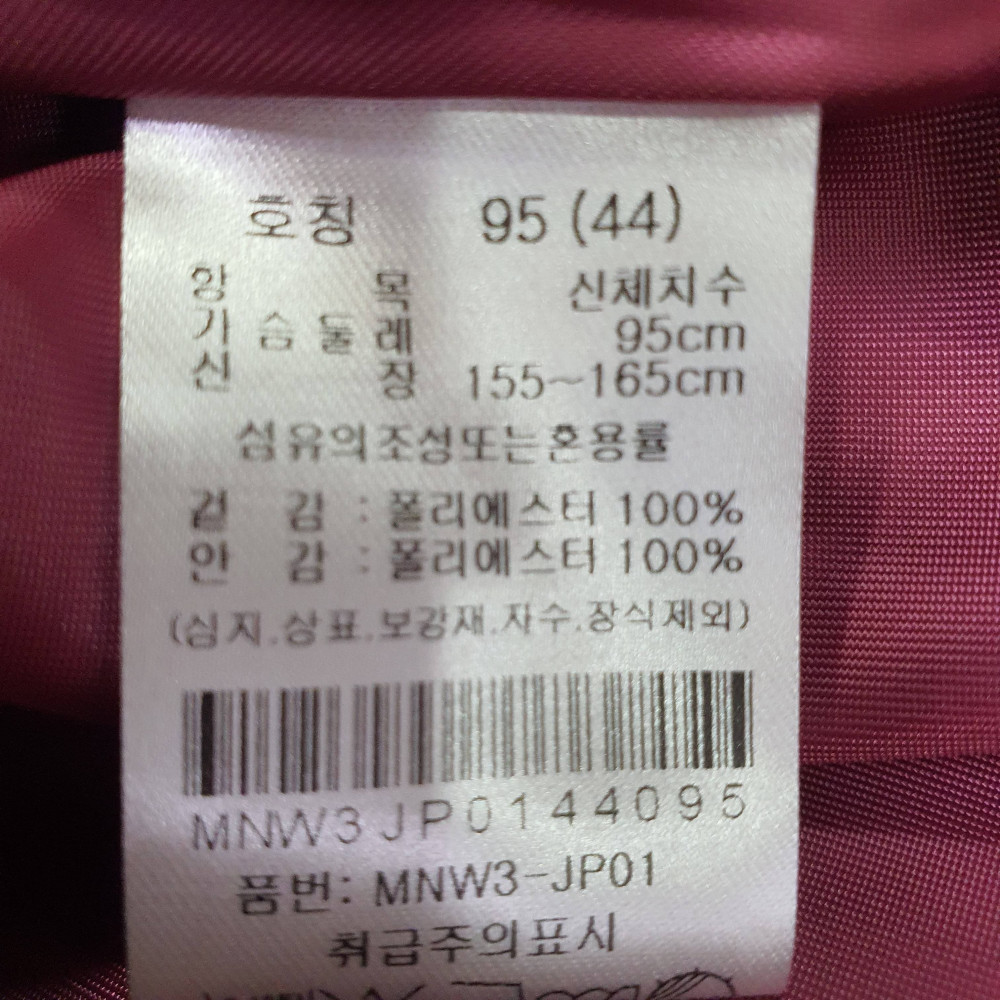 호칭 95 (44)
항 목 신체치수
가 슴 둘 레 95cm
신 장 155~165cm
섬유의조성또는혼용률
겉 감 : 폴리에스터 100%
안 감 : 폴리에스터 100%
(심지.상표.보강재.자수.장식제외)
MNW3JP0144095
품번: MNW3-JP01
취급주의표시